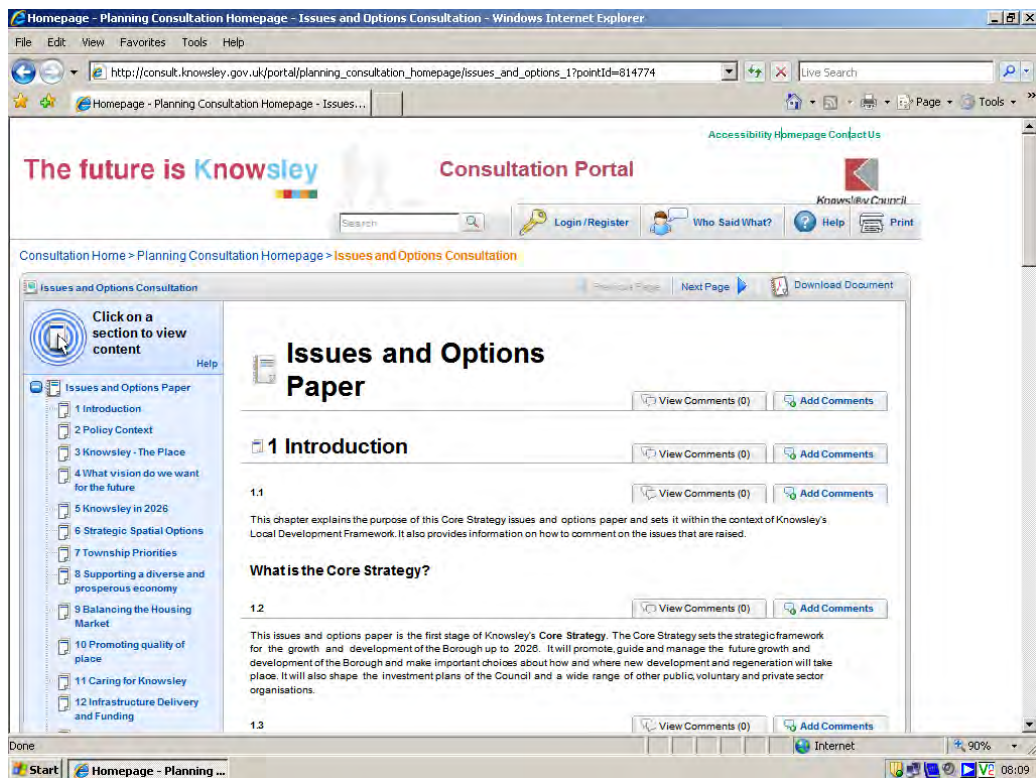 Homepage - Planning Consultation Homepage - Issues and Options Consultation - Windows Internet Explorer
File Edit View Favorites Tools Help
http://consult.knowsley.gov.uk/portal/planning_consultation_homepage/issues_and_options_1?pointId=814774
Live Search
Homepage - Planning Consultation Homepage - Issues...
Page Tools
Accessibility Homepage Contact Us
The future is Knowsley
Consultation Portal
Knowsley Council
Search
Login/Register
Who Said What?
Help
Print
Consultation Home > Planning Consultation Homepage > Issues and Options Consultation
Issues and Options Consultation
Previous Page
Next Page
Download Document
Click on a
section to view
content
Help
Issues and Options Paper
1 Introduction
2 Policy Context
3 Knowsley - The Place
4 What vision do we want
for the future
5 Knowsley in 2026
6 Strategic Spatial Options
7 Township Priorities
8 Supporting a diverse and
prosperous economy
9 Balancing the Housing
Market
10 Promoting quality of
place
11 Caring for Knowsley
12 Infrastructure Delivery
and Funding
Issues and Options
Paper
View Comments (0) Add Comments
1 Introduction
View Comments (0) Add Comments
1.1
View Comments (0) Add Comments
This chapter explains the purpose of this Core Strategy issues and options paper and sets it within the context of Knowsley's
Local Development Framework. It also provides information on how to comment on the issues that are raised.
What is the Core Strategy?
1.2
View Comments (0) Add Comments
This issues and options paper is the first stage of Knowsley's Core Strategy. The Core Strategy sets the strategic framework
for the growth and development of the Borough up to 2026. It will promote, guide and manage the future growth and
development of the Borough and make important choices about how and where new development and regeneration will take
place. It will also shape the investment plans of the Council and a wide range of other public, voluntary and private sector
organisations.
1.3
View Comments (0) Add Comments
Done
Internet
90%
Start
Homepage - Planning ...
08:09